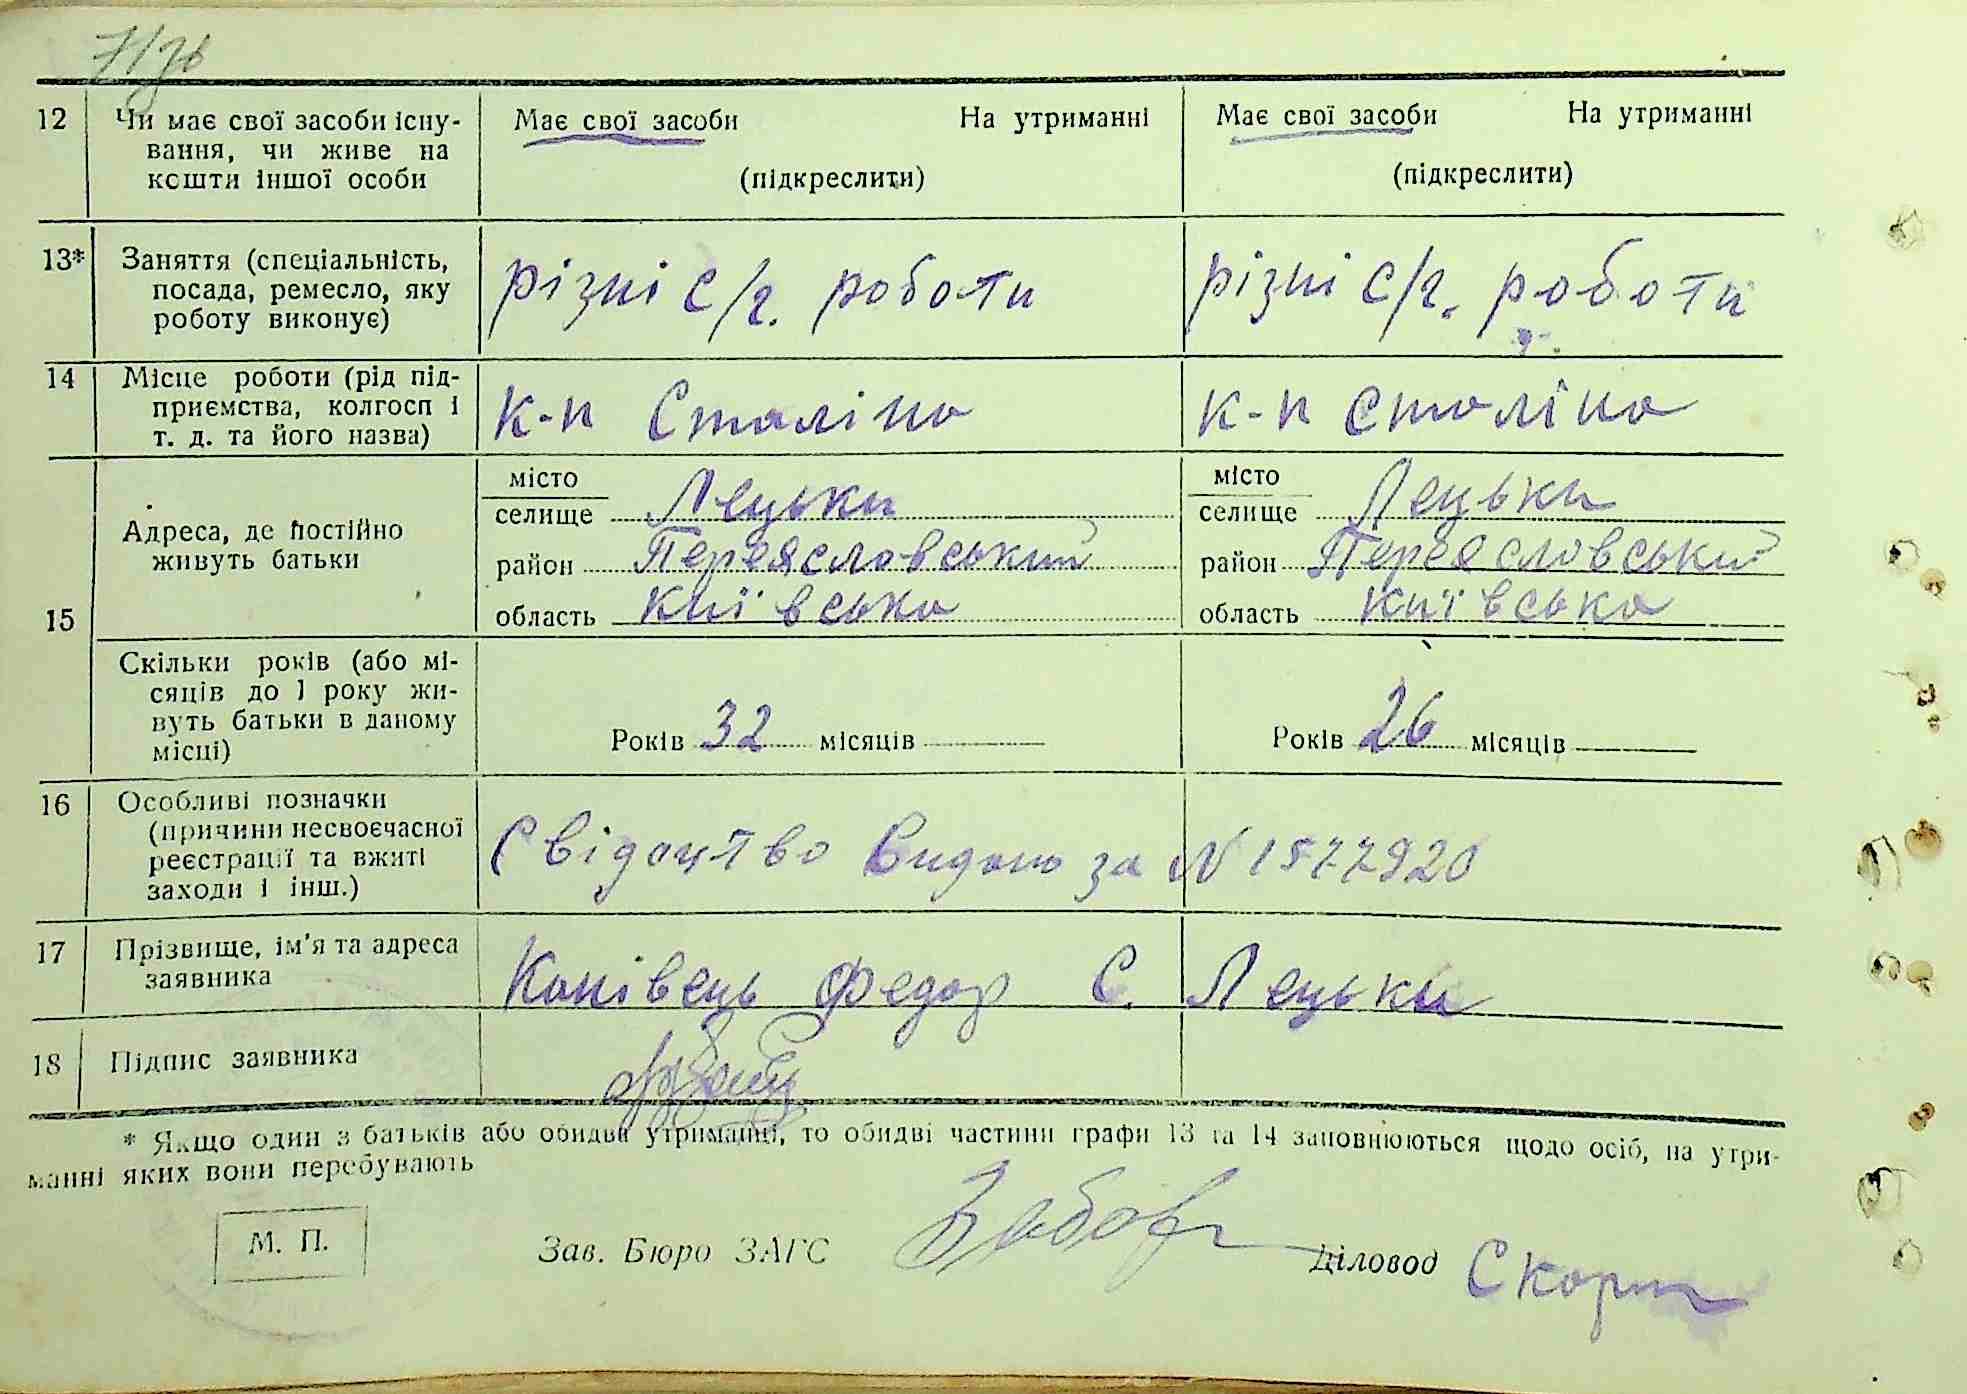 12 Чи має свої засоби існу-
вання, чи живе на
кошти іншої особи
Має свої засоби На утриманні
(підкреслити)
Має свої засоби На утриманні
(підкреслити)
13* Заняття (спеціальність,
посада, ремесло, яку
роботу виконує)
різні с/г. роботи
різні с/г. роботи
14 Місце роботи (рід під-
приємства, колгосп і
т. д. та його назва)
к-п Сталіна
к-п Сталіна
15
Адреса, де постійно
живуть батьки
місто
селище Лецьки
район Переяславський
область Київська
місто
селище Лецьки
район Переяславський
область Київська
Скільки років (або мі-
сяців до 1 року жи-
вуть батьки в даному
місці)
Років 32 місяців
Років 26 місяців
16 Особливі позначки
(причини несвоєчасної
реєстрації та вжиті
заходи і інш.)
Свідоцтво видано за N 1577920
17 Прізвище, ім'я та адреса
заявника
Канівець Федор С. Лецьки
18 Підпис заявника
* Якщо один з батьків або обидва утриманці, то обидві частини графи 13 та 14 заповнюються щодо осіб, на утри-
манні яких вони перебувають
М. П.
Зав. Бюро ЗАГС
Діловод